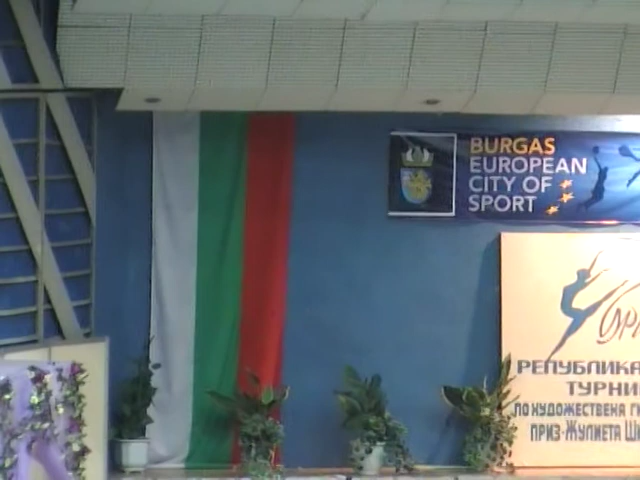 BURGAS
EUROPEAN
CITY OF
SPORT
РЕПУБЛИКА
ТУРНИ
ПО ХУДОЖЕСТВЕНА
ПРИЗ-ЖУЛИЕТА